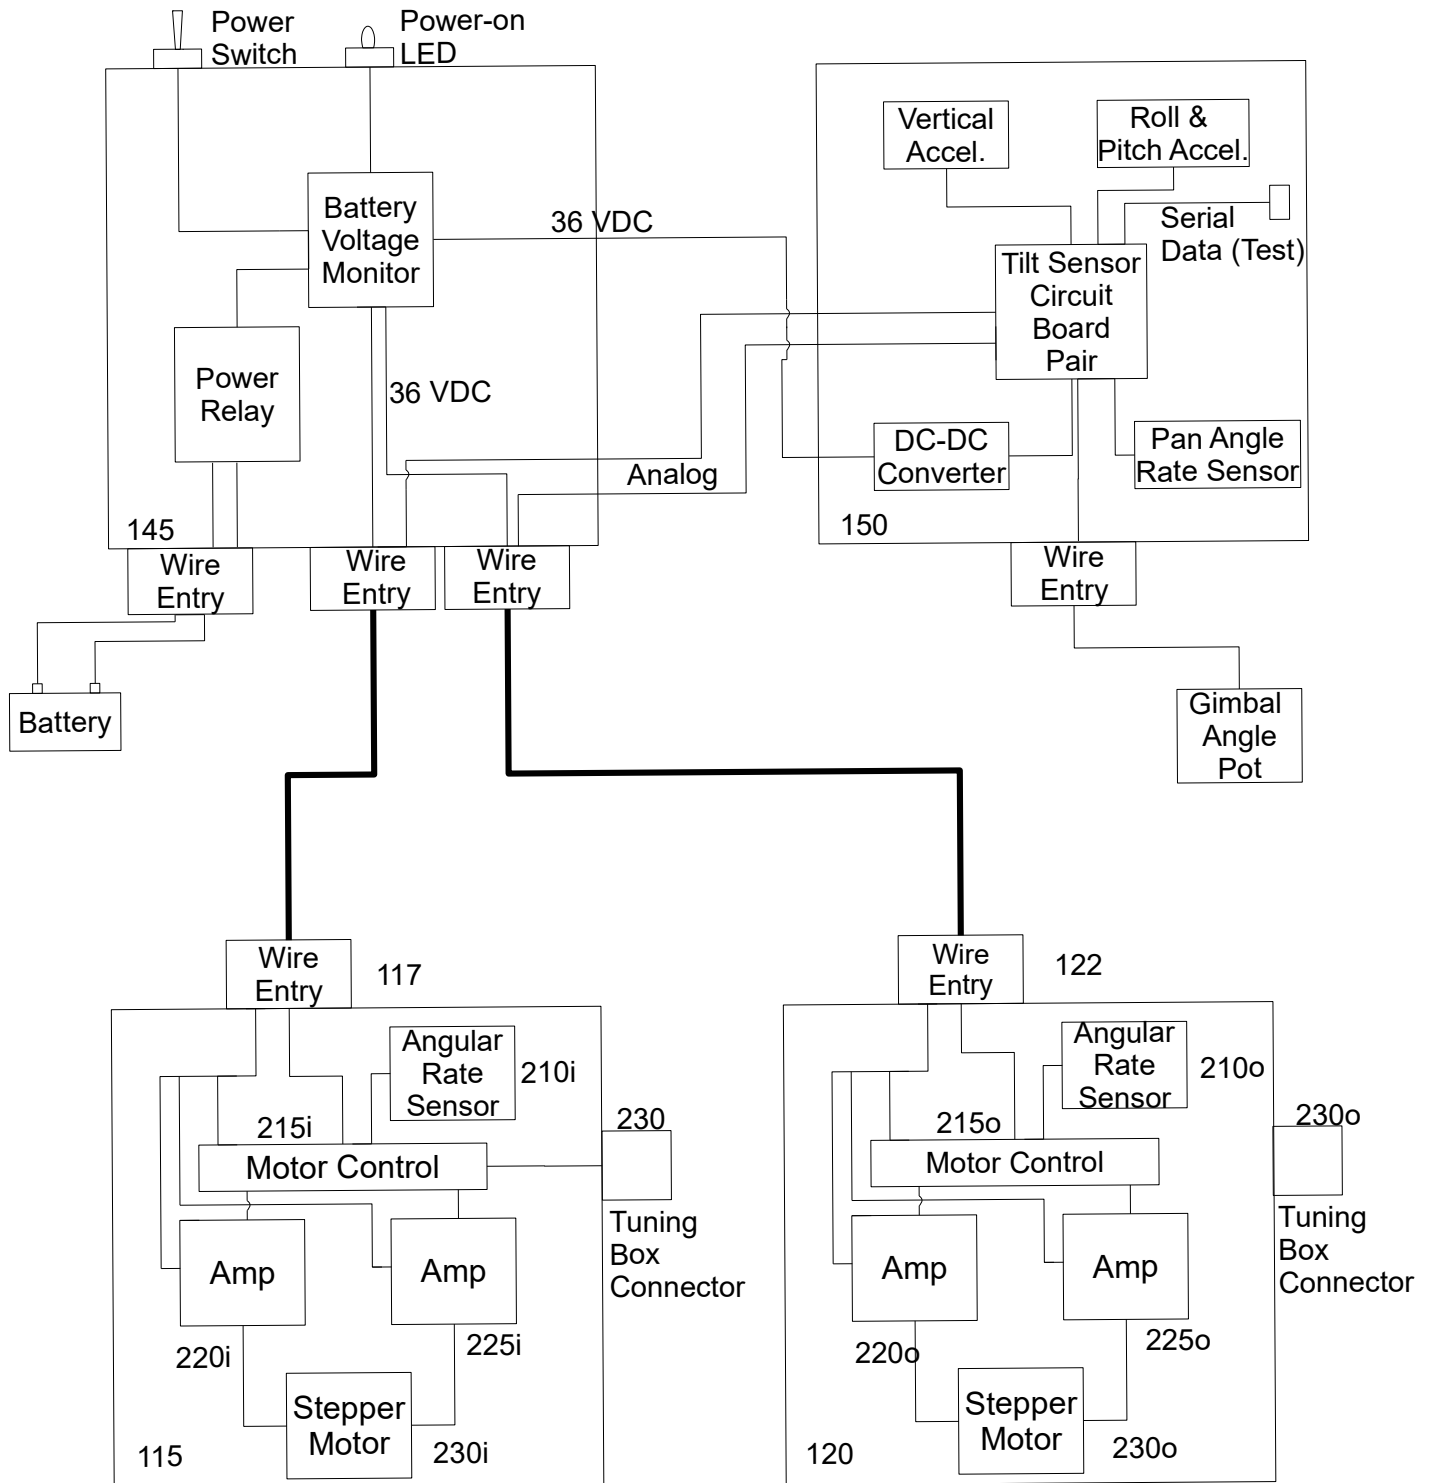 Power
Switch
Power-on
LED
Battery
Voltage
Monitor
36 VDC
Power
Relay
36 VDC
Analog
145
Wire
Entry
Wire
Entry
Wire
Entry
Battery
Vertical
Accel.
Roll &
Pitch Accel.
Serial
Data (Test)
Tilt Sensor
Circuit
Board
Pair
DC-DC
Converter
Pan Angle
Rate Sensor
150
Wire
Entry
Gimbal
Angle
Pot
Wire
Entry
117
Angular
Rate
Sensor
210i
215i
230
Motor Control
Tuning
Box
Connector
Amp
Amp
220i
225i
Stepper
Motor
115
230i
Wire
Entry
122
Angular
Rate
Sensor
210o
215o
230o
Motor Control
Tuning
Box
Connector
Amp
Amp
220o
225o
Stepper
Motor
120
230o